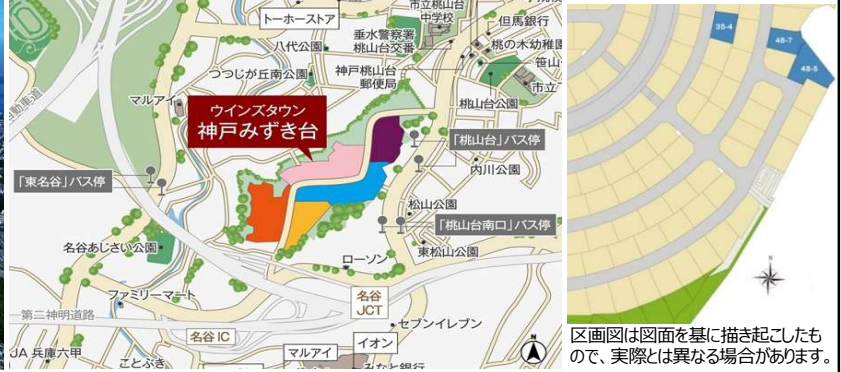 トーホーストア
市立桃山台
中学校
但馬銀行
垂水警察署
桃山台交番
八代公園
桃の木幼稚園
つつじが丘南公園
神戸桃山台
郵便局
笹山
市立
マルアイ
桃山台公園
ウインズタウン
神戸みずき台
「桃山台」バス停
「東名谷」バス停
内川公園
松山公園
「桃山台南口」バス停
名谷あじさい公園
東松山公園
ローソン
ファミリーマート
名谷
JCT
第二神明道路
名谷 IC
セブンイレブン
イオン
マルアイ
JA 兵庫六甲
みなと銀行
ことぶき
N
35-4
48-7
48-5
区画図は図面を基に描き起こしたも
ので、実際とは異なる場合があります。